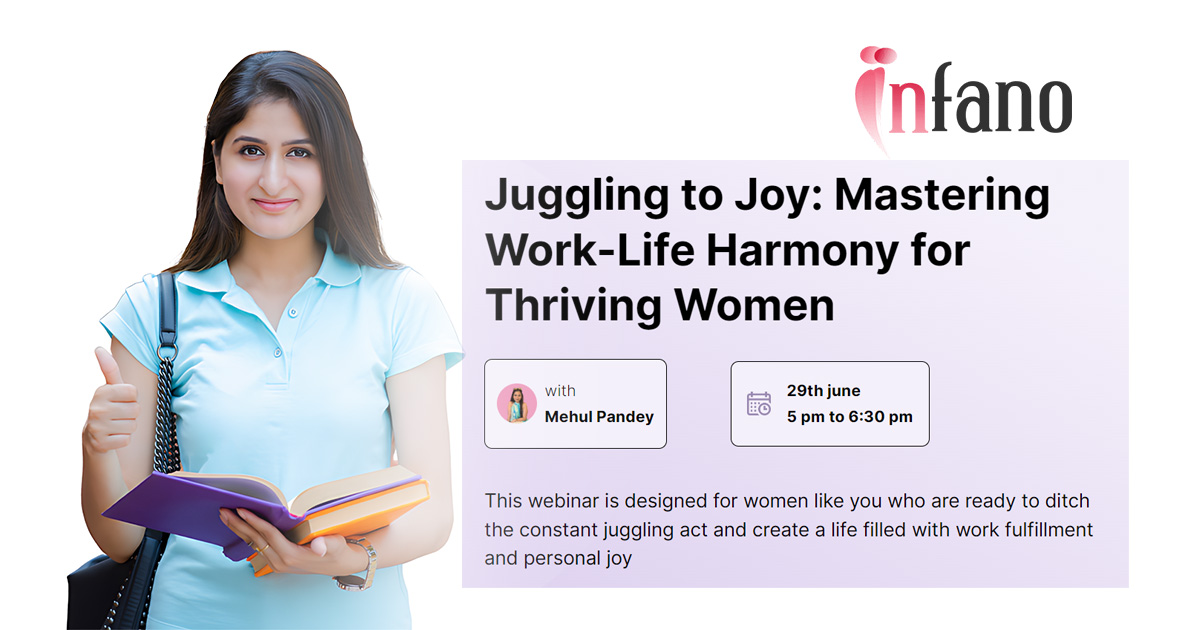 infano
Juggling to Joy: Mastering
Work-Life Harmony for
Thriving Women
with
Mehul Pandey
29th june
5 pm to 6:30 pm
This webinar is designed for women like you who are ready to ditch
the constant juggling act and create a life filled with work fulfillment
and personal joy